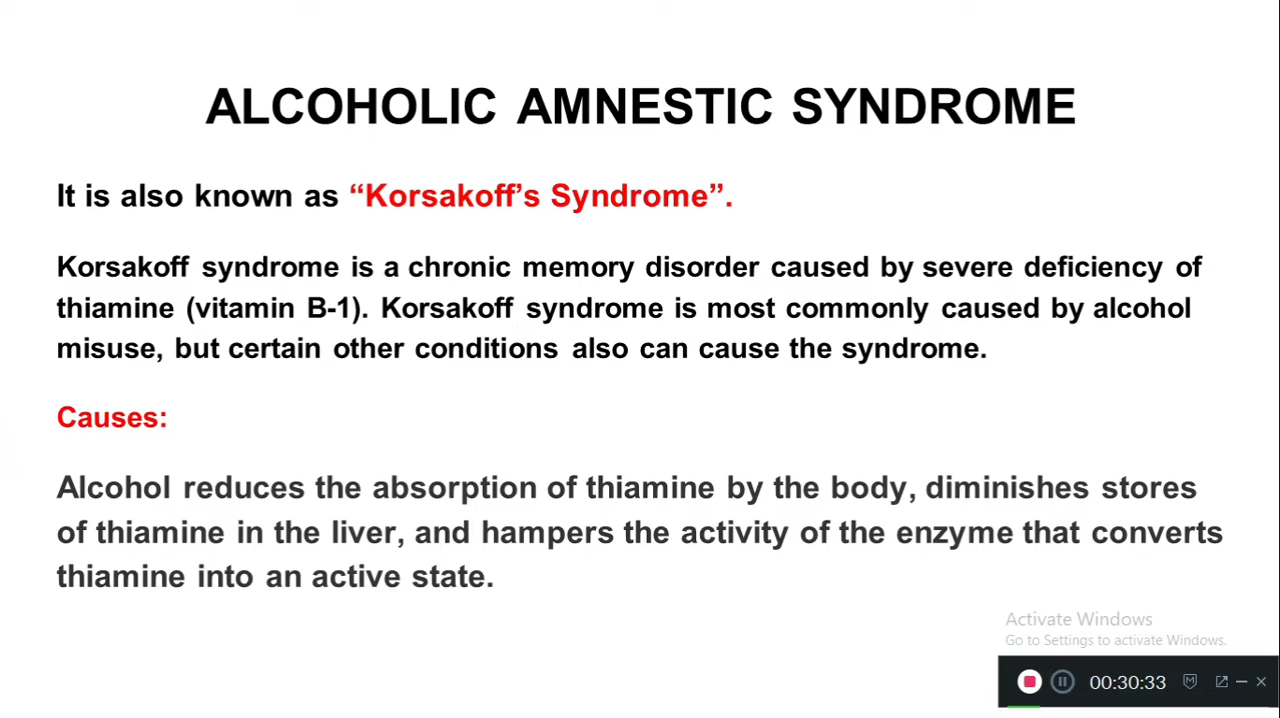 ALCOHOLIC AMNESTIC SYNDROME
It is also known as “Korsakoff’s Syndrome”.
Korsakoff syndrome is a chronic memory disorder caused by severe deficiency of
thiamine (vitamin B-1). Korsakoff syndrome is most commonly caused by alcohol
misuse, but certain other conditions also can cause the syndrome.
Causes:
Alcohol reduces the absorption of thiamine by the body, diminishes stores
of thiamine in the liver, and hampers the activity of the enzyme that converts
thiamine into an active state.
Activate Windows
Go to Settings to activate Windows.
00:30:33